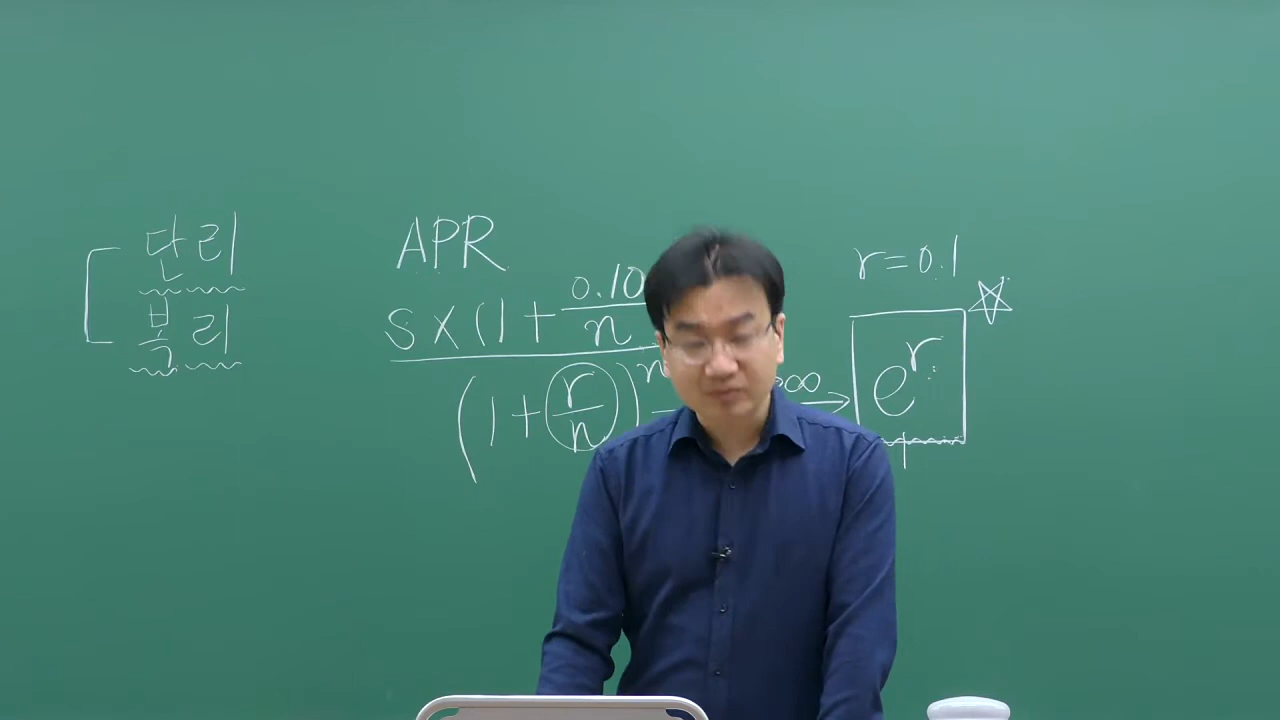 단리
복리
APR
S×(1+0.10/n
(1+r/n)^n → ∞
r=0.1
e^r